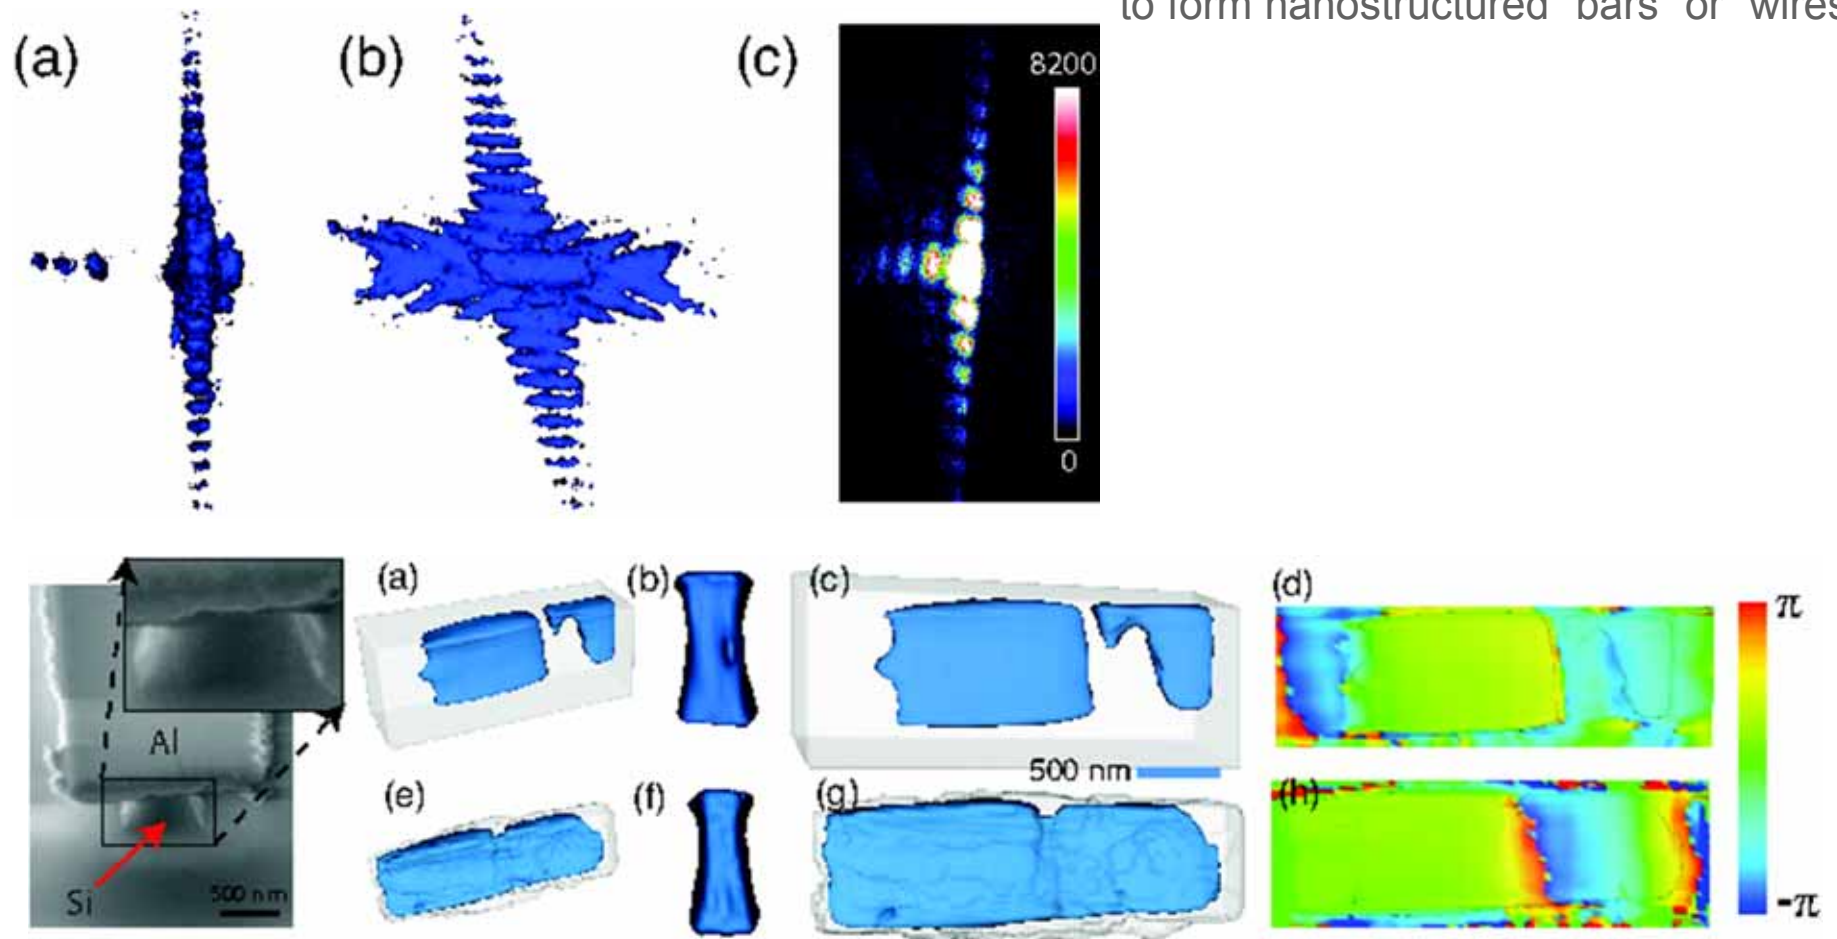 to form nanostructured bars or wires
(a)
(b)
(c)
8200
0
(a)
(b)
(c)
(d)
π
Al
500 nm
(e)
(f)
(g)
(h)
Si
500 nm
-π